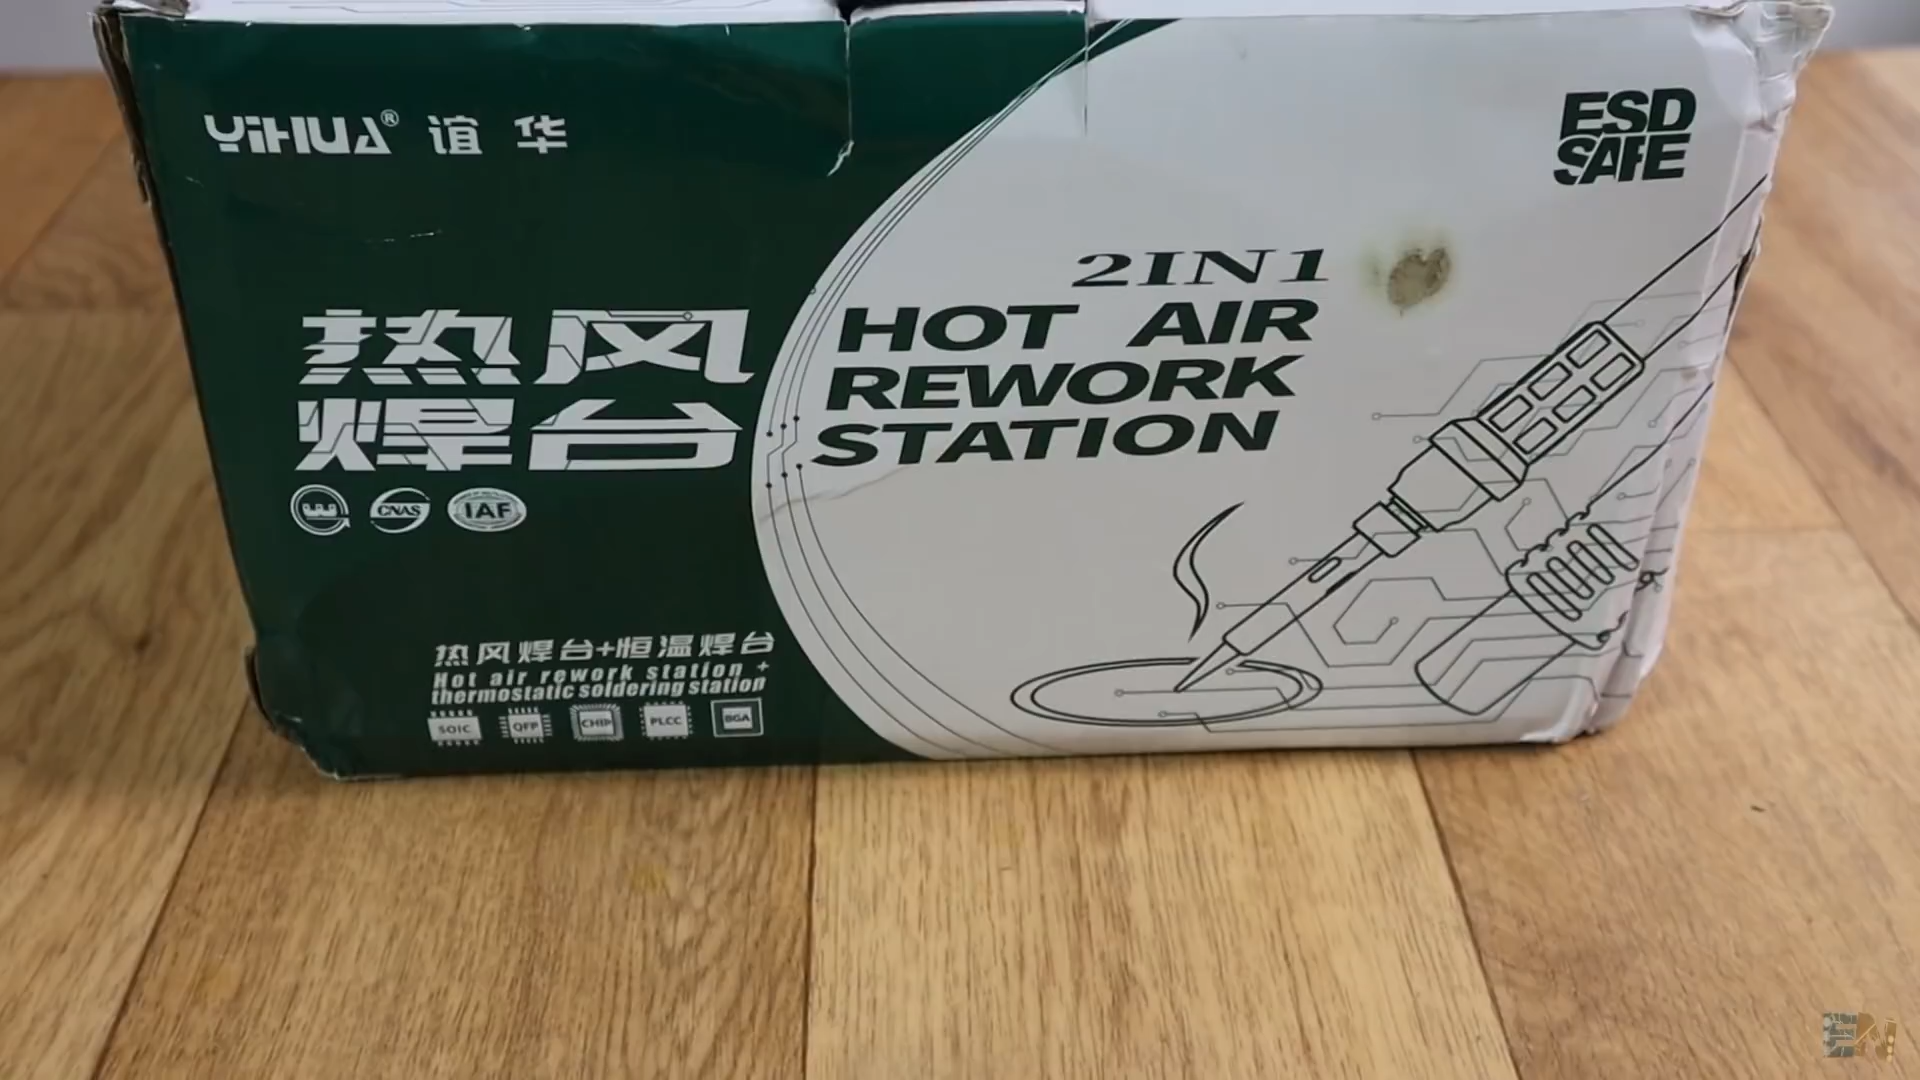 YiHUA® 谊 华
ESD
SAFE
热风
焊台
2IN1
HOT AIR
REWORK
STATION
CNAS
IAF
热风焊台+恒温焊台
Hot air rework station +
thermostatic soldering station
SOIC QFP CHIP PLCC BGA